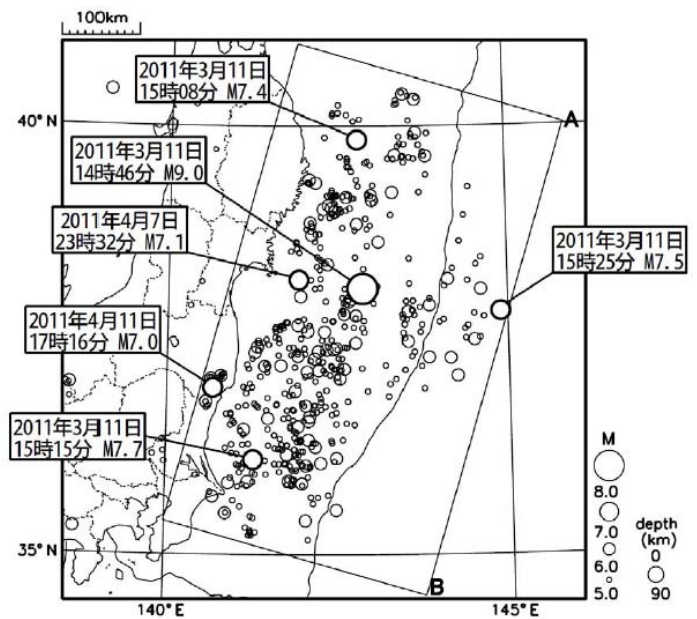 100km
2011年3月11日
15時08分 M7.4
40°N
A
2011年3月11日
14時46分 M9.0
2011年4月7日
23時32分 M7.1
2011年3月11日
15時25分 M7.5
2011年4月11日
17時16分 M7.0
2011年3月11日
15時15分 M7.7
M
8.0
7.0
6.0
5.0
depth
(km)
0
90
35°N
B
140°E
145°E